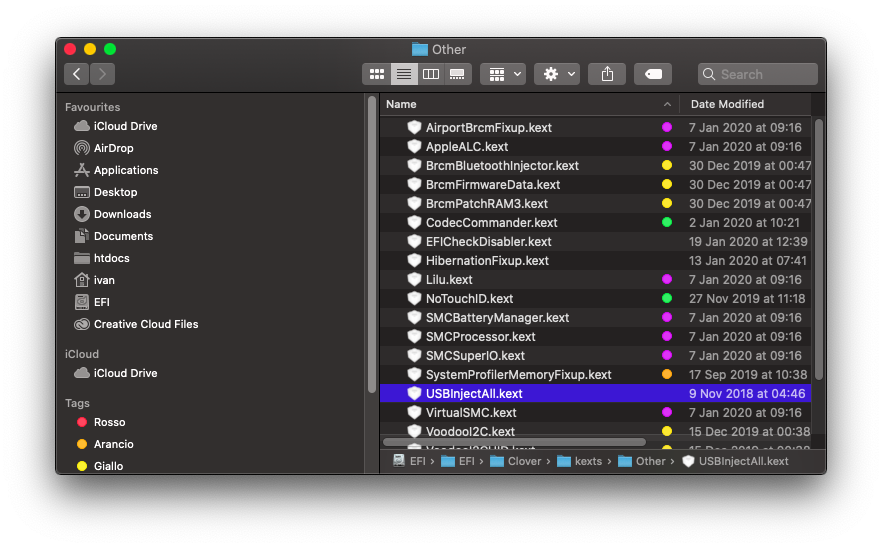 Other
Search
Favourites
iCloud Drive
AirDrop
Applications
Desktop
Downloads
Documents
htdocs
ivan
EFI
Creative Cloud Files
iCloud
iCloud Drive
Tags
Rosso
Arancio
Giallo
Name Date Modified
AirportBrcmFixup.kext 7 Jan 2020 at 09:16
AppleALC.kext 7 Jan 2020 at 09:16
BrcmBluetoothInjector.kext 30 Dec 2019 at 00:47
BrcmFirmwareData.kext 30 Dec 2019 at 00:47
BrcmPatchRAM3.kext 30 Dec 2019 at 00:47
CodecCommander.kext 2 Jan 2020 at 10:21
EFICheckDisabler.kext 19 Jan 2020 at 12:39
HibernationFixup.kext 13 Jan 2020 at 07:41
Lilu.kext 7 Jan 2020 at 09:16
NoTouchID.kext 27 Nov 2019 at 11:18
SMCBatteryManager.kext 7 Jan 2020 at 09:16
SMCProcessor.kext 7 Jan 2020 at 09:16
SMCSuperIO.kext 7 Jan 2020 at 09:16
SystemProfilerMemoryFixup.kext 17 Sep 2019 at 10:38
USBInjectAll.kext 9 Nov 2018 at 04:46
VirtualSMC.kext 7 Jan 2020 at 09:16
VoodooI2C.kext 15 Dec 2019 at 00:38
EFI › EFI › Clover › kexts › Other › USBInjectAll.kext